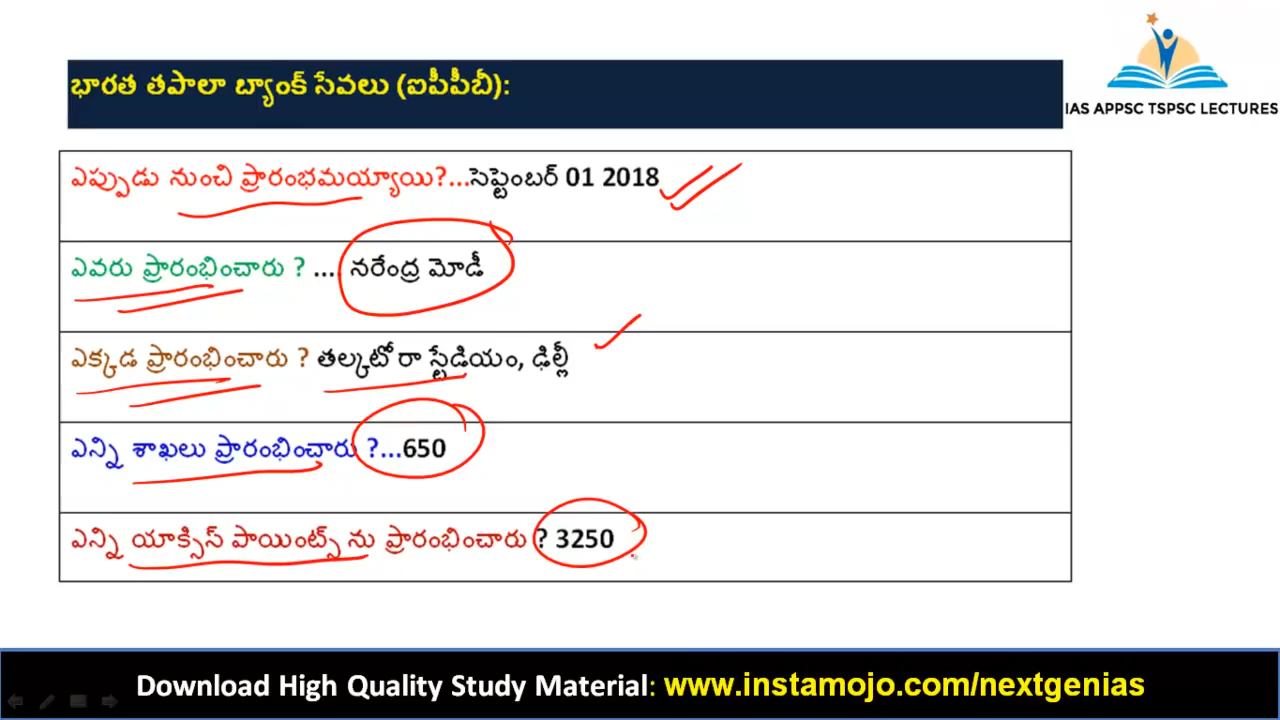 భారత తపాలా బ్యాంక్ సేవలు (ఐపీపీబీ):
IAS APPSC TSPSC LECTURES
ఎప్పుడు నుంచి ప్రారంభమయ్యాయి?...సెప్టెంబర్ 01 2018
ఎవరు ప్రారంభించారు ? .... నరేంద్ర మోడీ
ఎక్కడ ప్రారంభించారు ? తల్కటో రా స్టేడియం, ఢిల్లీ
ఎన్ని శాఖలు ప్రారంభించారు ?...650
ఎన్ని యాక్సిస్ పాయింట్స్ ను ప్రారంభించారు ? 3250
Download High Quality Study Material: www.instamojo.com/nextgenias